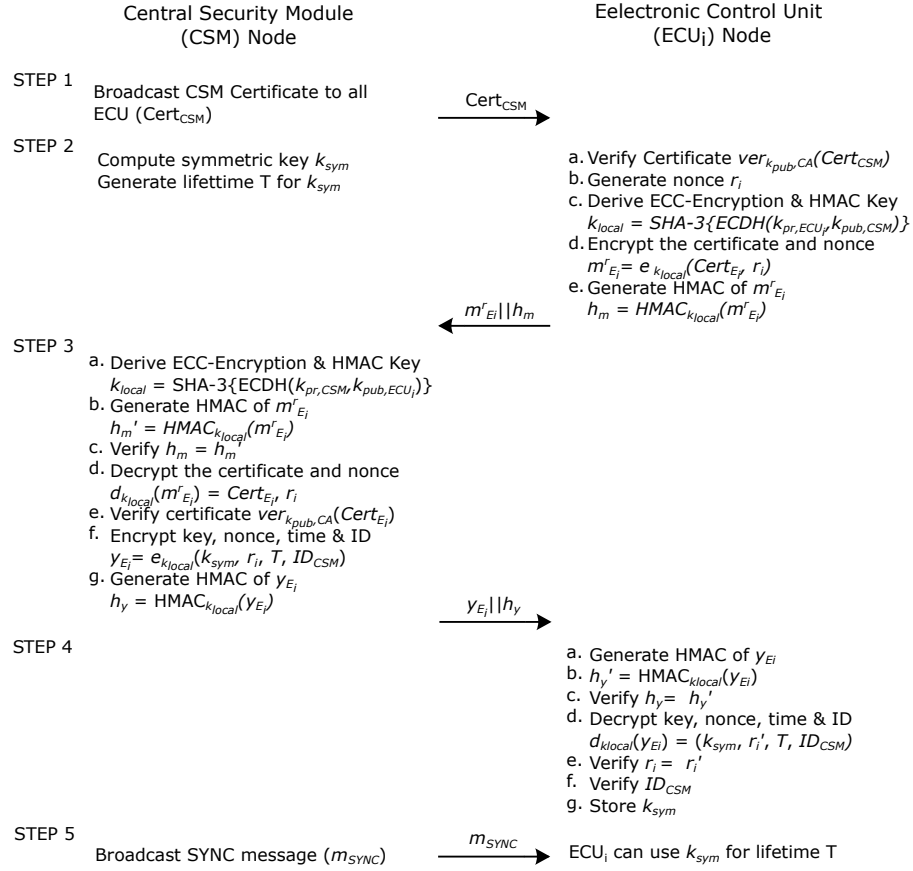 Central Security Module
(CSM) Node
Eelectronic Control Unit
(ECUi) Node
STEP 1
Broadcast CSM Certificate to all
ECU (CertCSM)
CertCSM
STEP 2
Compute symmetric key ksym
Generate lifettime T for ksym
a. Verify Certificate verkpub,CA(CertCSM)
b. Generate nonce ri
c. Derive ECC-Encryption & HMAC Key
klocal = SHA-3{ECDH(kpr,ECUi,kpub,CSM)}
d. Encrypt the certificate and nonce
mrEi= e klocal(CertEi, ri)
e. Generate HMAC of mrEi
hm = HMACklocal(mrEi)
mrEi||hm
STEP 3
a. Derive ECC-Encryption & HMAC Key
klocal = SHA-3{ECDH(kpr,CSM,kpub,ECUi)}
b. Generate HMAC of mrEi
hm' = HMACklocal(mrEi)
c. Verify hm = hm'
d. Decrypt the certificate and nonce
dklocal(mrEi) = CertEi, ri
e. Verify certificate verkpub,CA(CertEi)
f. Encrypt key, nonce, time & ID
yEi= eklocal(ksym, ri, T, IDCSM)
g. Generate HMAC of yEi
hy = HMACklocal(yEi)
yEi||hy
STEP 4
a. Generate HMAC of yEi
b. hy' = HMACklocal(yEi)
c. Verify hy= hy'
d. Decrypt key, nonce, time & ID
dklocal(yEi) = (ksym, ri', T, IDCSM)
e. Verify ri = ri'
f. Verify IDCSM
g. Store ksym
STEP 5
Broadcast SYNC message (mSYNC)
mSYNC
ECUi can use ksym for lifetime T